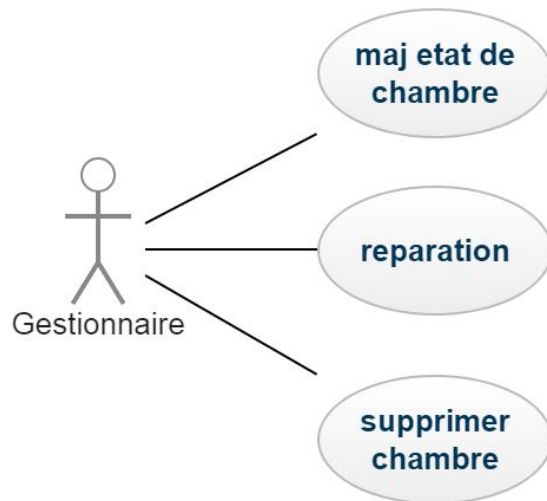 maj etat de
chambre
reparation
Gestionnaire
supprimer
chambre